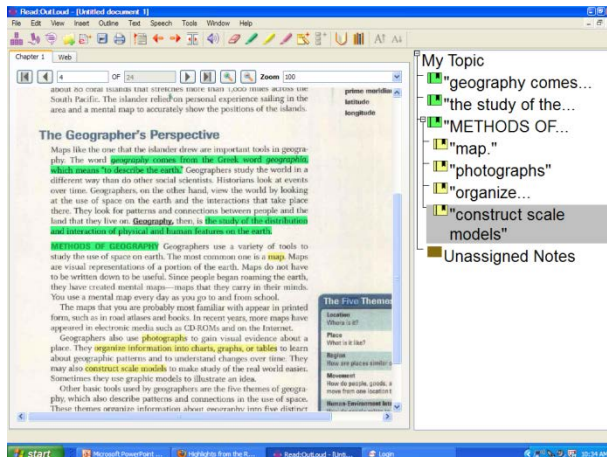 Read:OutLoud - [Untitled document 1]
File Edit View Insert Outline Text Speech Tools Window Help
Chapter 1 Web
4 OF 24 Zoom 100
about 80 coral islands that stretches more than 1,000 miles across the
South Pacific. The islander relied on personal experience sailing in the
area and a mental map to accurately show the positions of the islands.
prime meridian
latitude
longitude
The Geographer's Perspective
Maps like the one that the islander drew are important tools in geogra-
phy. The word geography comes from the Greek word geographia,
which means "to describe the earth." Geographers study the world in a
different way than do other social scientists. Historians look at events
over time. Geographers, on the other hand, view the world by looking
at the use of space on the earth and the interactions that take place
there. They look for patterns and connections between people and the
land that they live on. Geography, then, is the study of the distribution
and interaction of physical and human features on the earth.
METHODS OF GEOGRAPHY Geographers use a variety of tools to
study the use of space on earth. The most common one is a map. Maps
are visual representations of a portion of the earth. Maps do not have
to be written down to be useful. Since people began roaming the earth,
they have created mental maps—maps that they carry in their minds.
You use a mental map every day as you go to and from school.
The maps that you are probably most familiar with appear in printed
form, such as in road atlases and books. In recent years, more maps have
appeared in electronic media such as CD-ROMs and on the Internet.
Geographers also use photographs to gain visual evidence about a
place. They organize information into charts, graphs, or tables to learn
about geographic patterns and to understand changes over time. They
may also construct scale models to make study of the real world easier.
Sometimes they use graphic models to illustrate an idea.
Other basic tools used by geographers are the five themes of geogra-
phy, which also describe patterns and connections in the use of space.
These themes organize information about geography into five distinct
The Five Themes
Location
Where is it?
Place
What is it like?
Region
How are places similar
Movement
How do people, goods,
move from one location
Human-Environment
My Topic
"geography comes...
"the study of the...
"METHODS OF...
"map."
"photographs"
"organize...
"construct scale
models"
Unassigned Notes
start Microsoft PowerPoint ... Highlights from the R... Read:OutLoud - [Unti... Login 10:34 AM